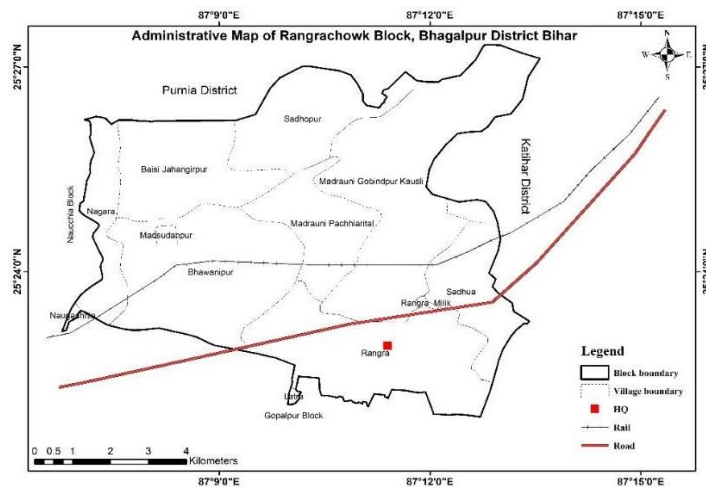 87°9'0"E 87°12'0"E 87°15'0"E
Administrative Map of Rangrachowk Block, Bhagalpur District Bihar
N
W E
S
25°27'0"N
25°27'0"N
Purnia District
Sadhopur
Katihar District
Baisi Jahangirpur
Madrauni Gobindpur Kausli
Naucchia Block
Nagara
Madrauni Pachhiarital
Madsudanpur
25°24'0"N
25°24'0"N
Bhawanipur
Sadhua
Rangra Milik
Naugachhia
Rangra
Latra
Gopalpur Block
Legend
Block boundary
Village boundary
HQ
Rail
Road
0 0.5 1 2 3 4
Kilometers
87°9'0"E 87°12'0"E 87°15'0"E